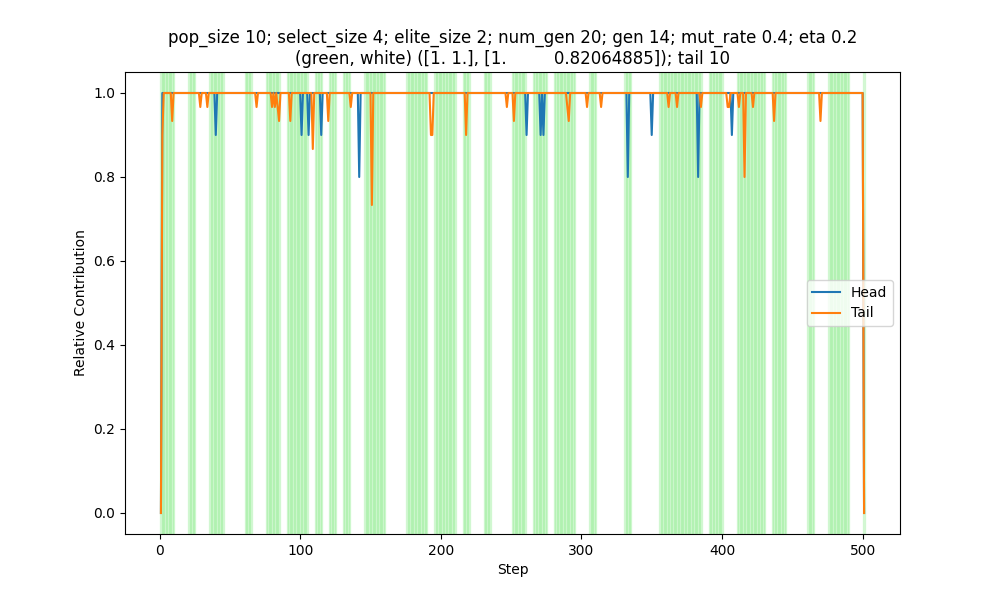 pop_size 10; select_size 4; elite_size 2; num_gen 20; gen 14; mut_rate 0.4; eta 0.2
(green, white) ([1. 1.], [1.         0.82064885]); tail 10
1.0
0.8
0.6
0.4
0.2
0.0
Relative Contribution
Head
Tail
0 100 200 300 400 500
Step